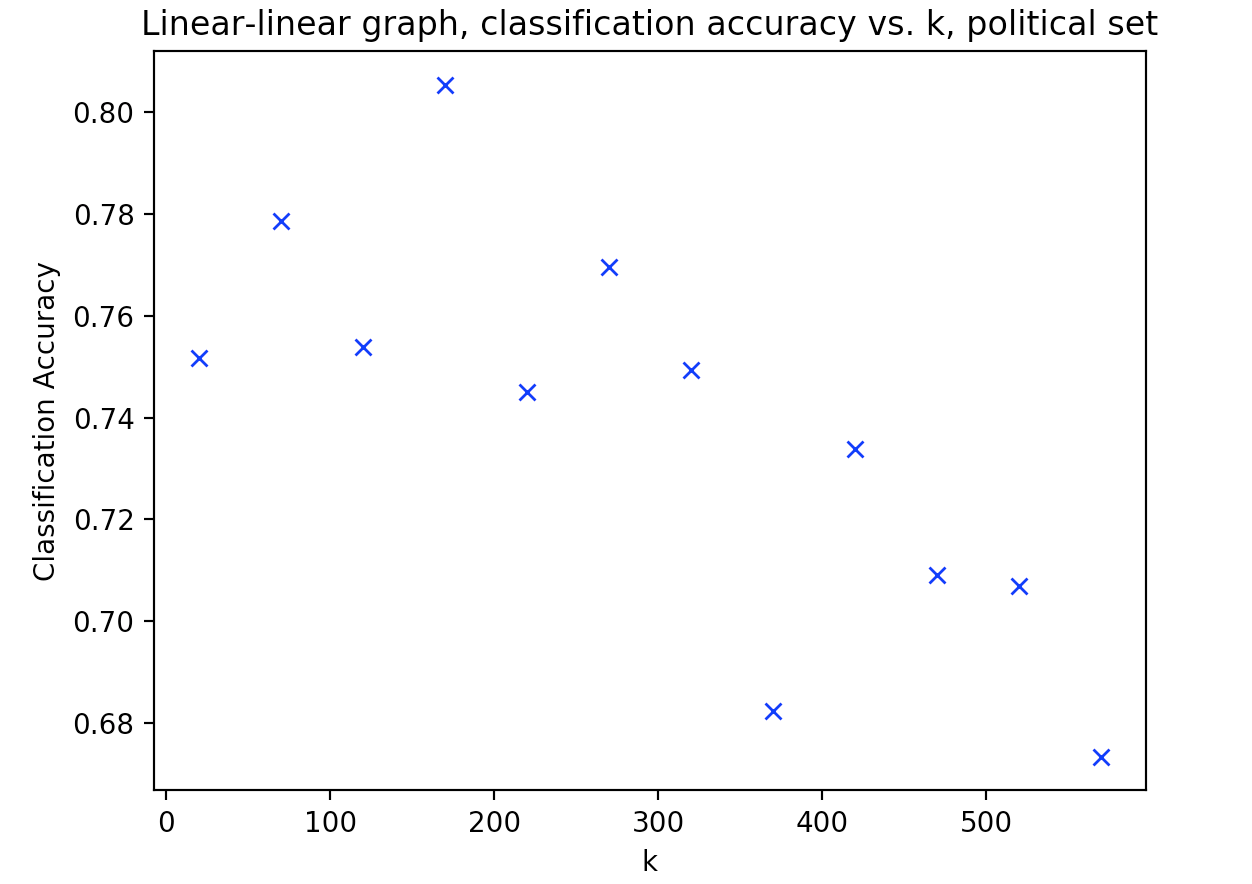 Linear-linear graph, classification accuracy vs. k, political set
Classification Accuracy
0.80
0.78
0.76
0.74
0.72
0.70
0.68
0 100 200 300 400 500
k